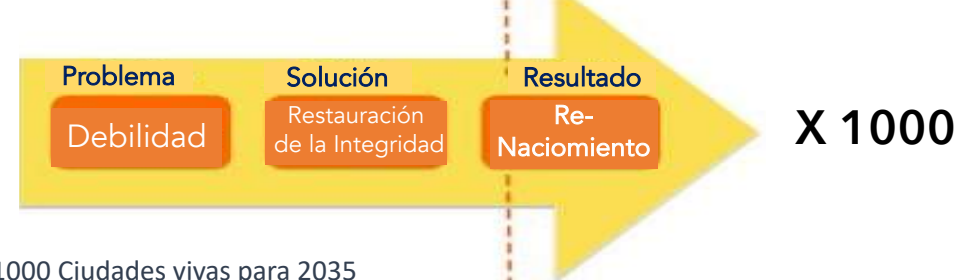 Problema
Debilidad
Solución
Restauración
de la Integridad
Resultado
Re-
Naciomiento
X 1000
1000 Ciudades vivas para 2035